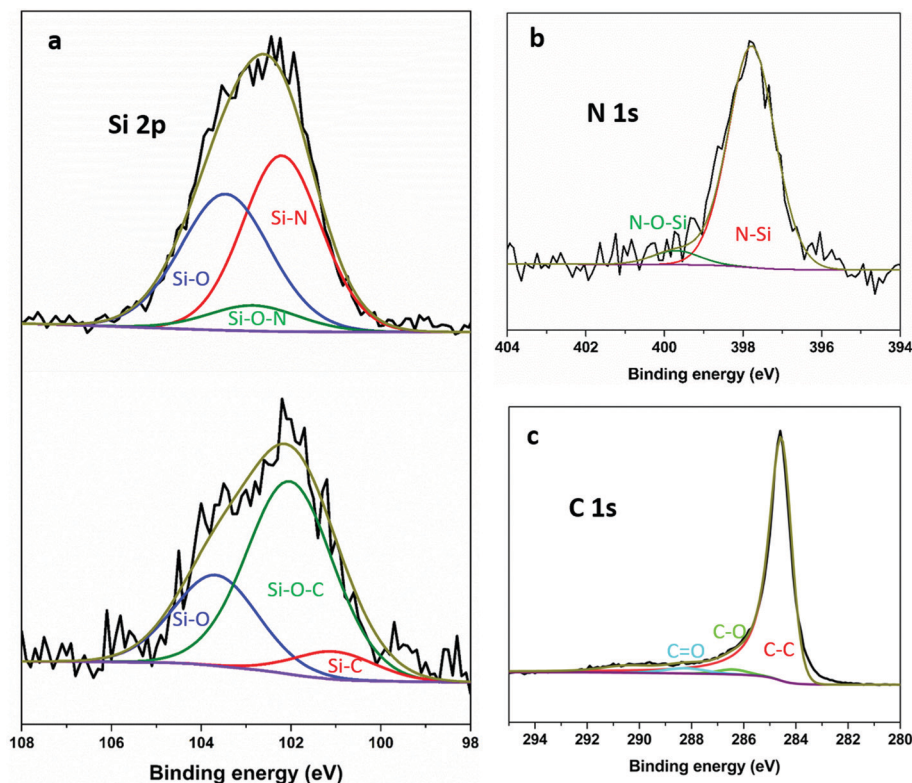 a
Si 2p
Si-N
Si-O
Si-O-N
Si-O-C
Si-O
Si-C
108 106 104 102 100 98
Binding energy (eV)
b
N 1s
N-O-Si
N-Si
404 402 400 398 396 394
Binding energy (eV)
c
C 1s
C-O
C=O
C-C
294 292 290 288 286 284 282 280
Binding energy (eV)